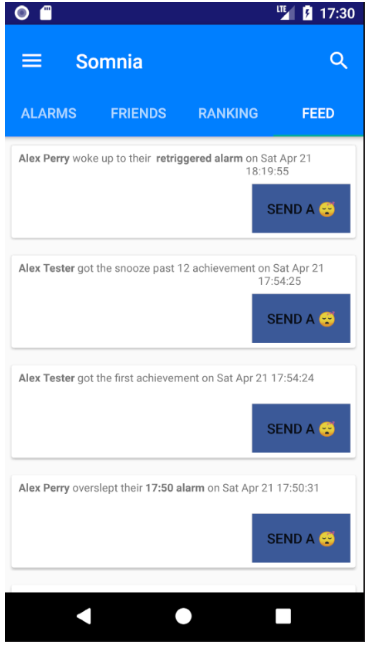 LTE 17:30
Somnia
ALARMS FRIENDS RANKING FEED
Alex Perry woke up to their retriggered alarm on Sat Apr 21
18:19:55
SEND A 😴
Alex Tester got the snooze past 12 achievement on Sat Apr 21
17:54:25
SEND A 😴
Alex Tester got the first achievement on Sat Apr 21 17:54:24
SEND A 😴
Alex Perry overslept their 17:50 alarm on Sat Apr 21 17:50:31
SEND A 😴